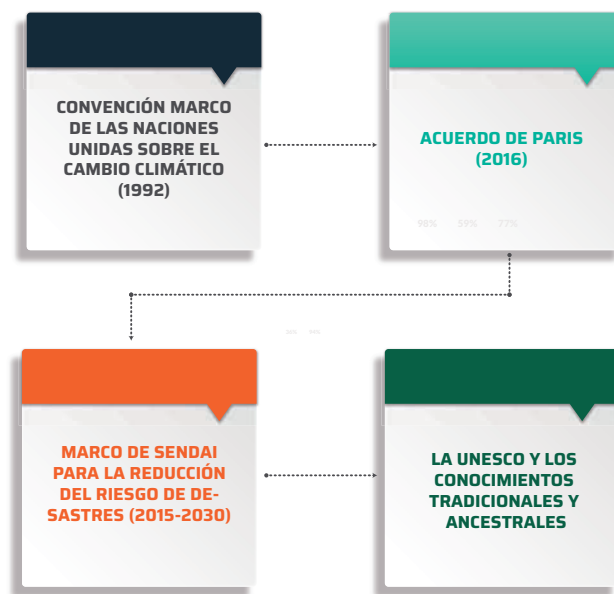 CONVENCIÓN MARCO
DE LAS NACIONES
UNIDAS SOBRE EL
CAMBIO CLIMÁTICO
(1992)
ACUERDO DE PARIS
(2016)
98% 59% 77%
MARCO DE SENDAI
PARA LA REDUCCIÓN
DEL RIESGO DE DE-
SASTRES (2015-2030)
LA UNESCO Y LOS
CONOCIMIENTOS
TRADICIONALES Y
ANCESTRALES